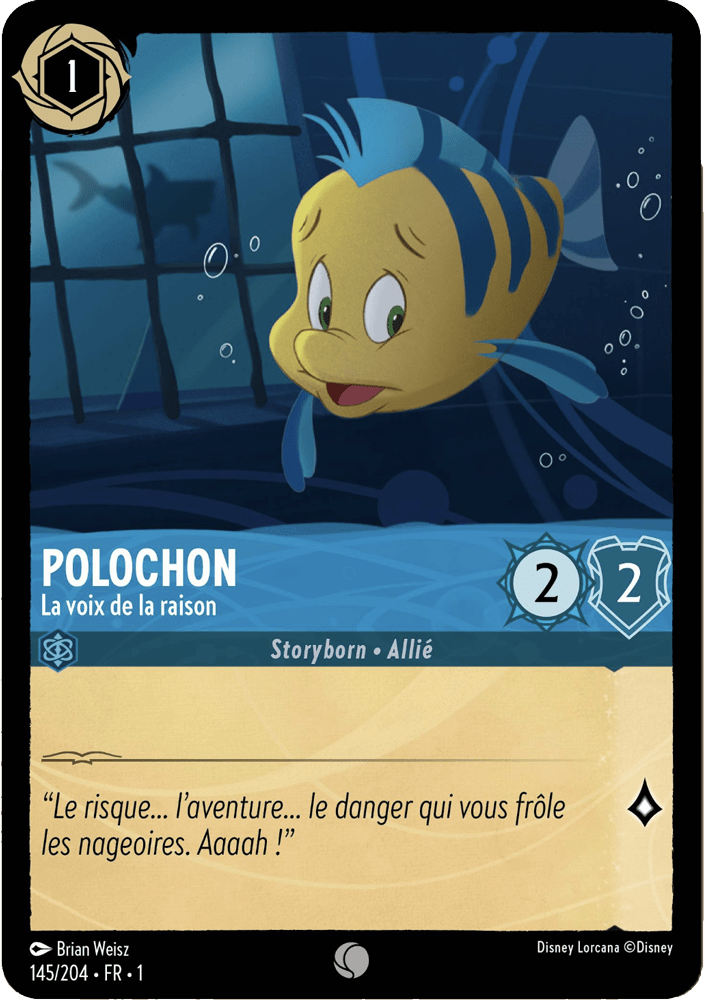 1
POLOCHON
La voix de la raison
2
2
Storyborn • Allié
“Le risque... l’aventure... le danger qui vous frôle
les nageoires. Aaaah !”
Brian Weisz
Disney Lorcana ©Disney
145/204 • FR • 1